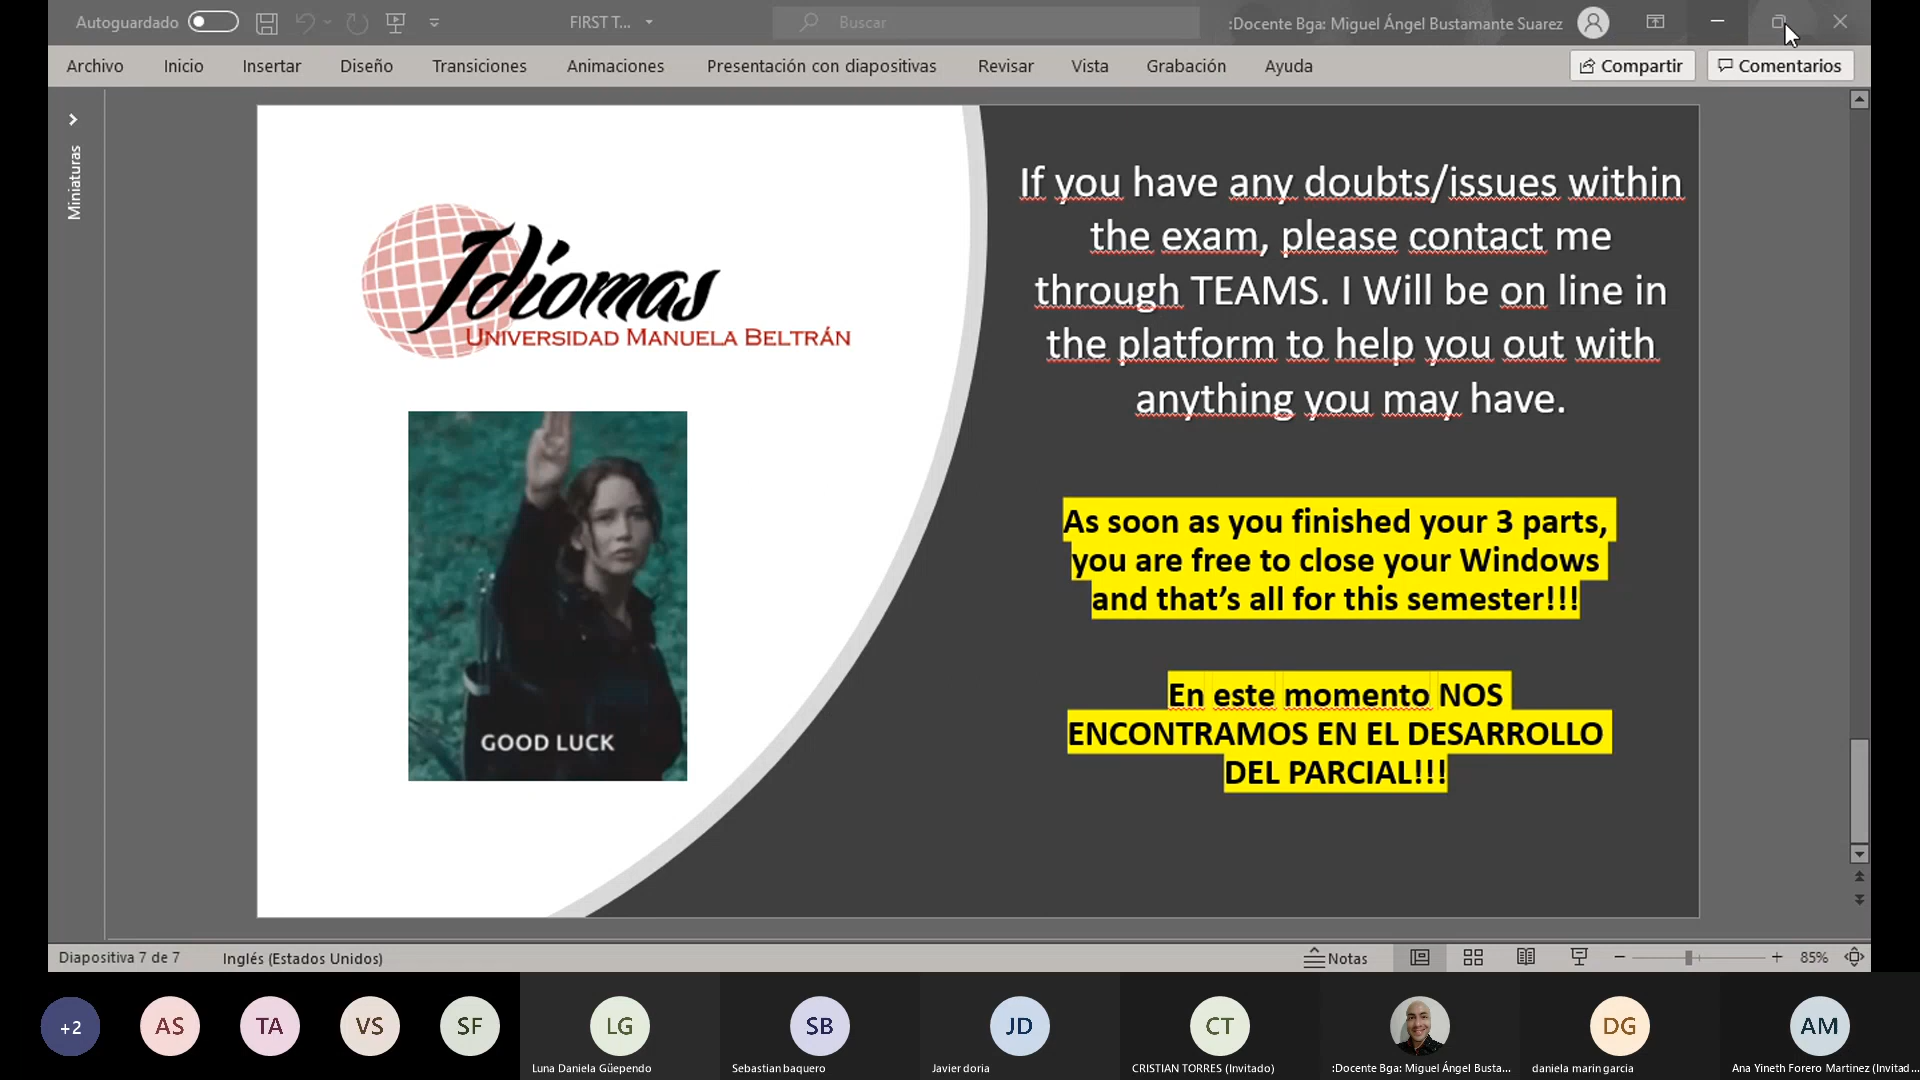 Autoguardado
FIRST T...
Buscar
:Docente Bga: Miguel Ángel Bustamante Suarez
Archivo Inicio Insertar Diseño Transiciones Animaciones Presentación con diapositivas Revisar Vista Grabación Ayuda
Compartir Comentarios
Miniaturas
Idiomas
UNIVERSIDAD MANUELA BELTRÁN
GOOD LUCK
If you have any doubts/issues within
the exam, please contact me
through TEAMS. I Will be on line in
the platform to help you out with
anything you may have.
As soon as you finished your 3 parts,
you are free to close your Windows
and that's all for this semester!!!
En este momento NOS
ENCONTRAMOS EN EL DESARROLLO
DEL PARCIAL!!!
Diapositiva 7 de 7 Inglés (Estados Unidos) Notas 85%
+2 AS TA VS SF LG SB JD CT DG AM
Luna Daniela Güependo Sebastian baquero Javier doria CRISTIAN TORRES (Invitado) :Docente Bga: Miguel Ángel Busta... daniela marin garcia Ana Yineth Forero Martinez (Invitad...